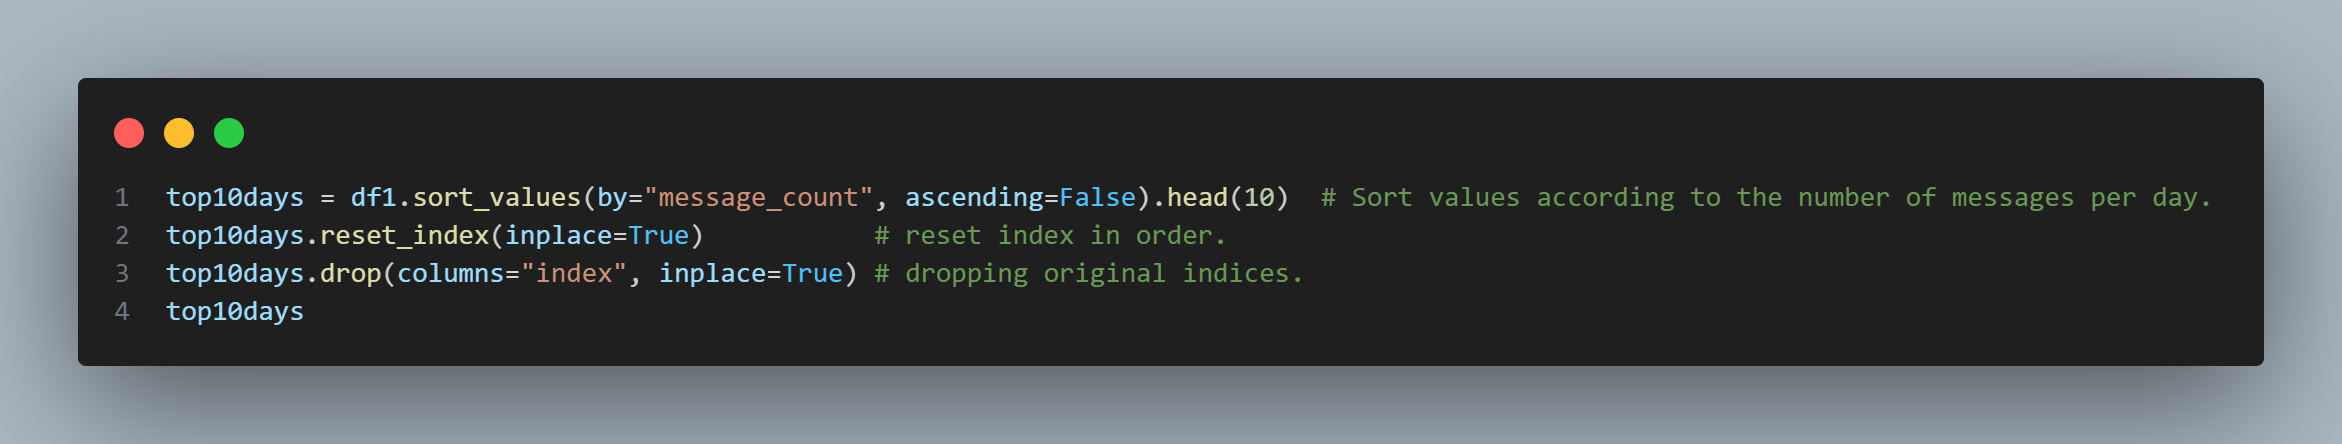 1 top10days = df1.sort_values(by="message_count", ascending=False).head(10)  # Sort values according to the number of messages per day.
2 top10days.reset_index(inplace=True)           # reset index in order.
3 top10days.drop(columns="index", inplace=True) # dropping original indices.
4 top10days